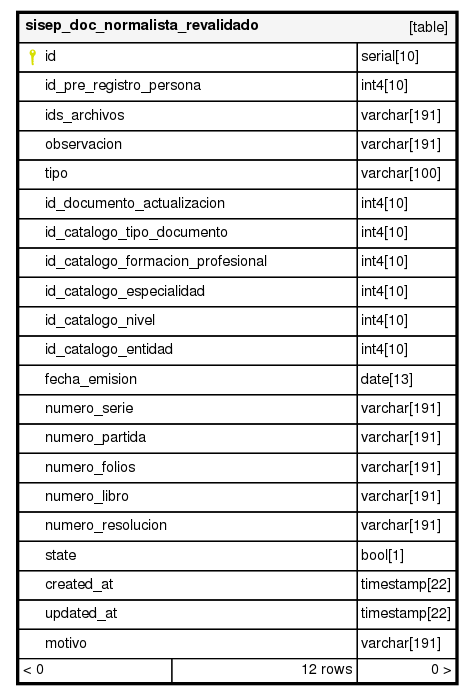 sisep_doc_normalista_revalidado [table]
id serial[10]
id_pre_registro_persona int4[10]
ids_archivos varchar[191]
observacion varchar[191]
tipo varchar[100]
id_documento_actualizacion int4[10]
id_catalogo_tipo_documento int4[10]
id_catalogo_formacion_profesional int4[10]
id_catalogo_especialidad int4[10]
id_catalogo_nivel int4[10]
id_catalogo_entidad int4[10]
fecha_emision date[13]
numero_serie varchar[191]
numero_partida varchar[191]
numero_folios varchar[191]
numero_libro varchar[191]
numero_resolucion varchar[191]
state bool[1]
created_at timestamp[22]
updated_at timestamp[22]
motivo varchar[191]
< 0 12 rows 0 >